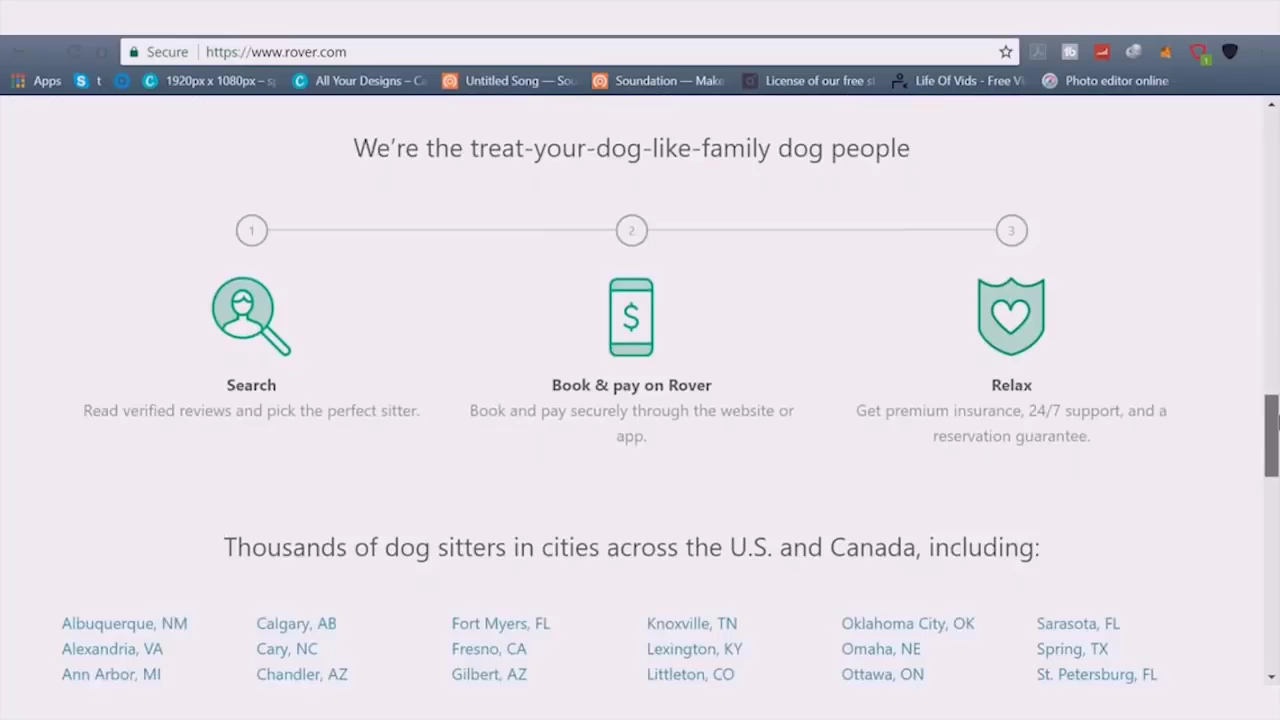 Secure https://www.rover.com
Apps t 1920px x 1080px – All Your Designs – C Untitled Song — Sou Soundation — Make License of our free Life Of Vids - Free V Photo editor online
We're the treat-your-dog-like-family dog people
1 2 3
$
Search Book & pay on Rover Relax
Read verified reviews and pick the perfect sitter. Book and pay securely through the website or Get premium insurance, 24/7 support, and a
app. reservation guarantee.
Thousands of dog sitters in cities across the U.S. and Canada, including:
Albuquerque, NM Calgary, AB Fort Myers, FL Knoxville, TN Oklahoma City, OK Sarasota, FL
Alexandria, VA Cary, NC Fresno, CA Lexington, KY Omaha, NE Spring, TX
Ann Arbor, MI Chandler, AZ Gilbert, AZ Littleton, CO Ottawa, ON St. Petersburg, FL